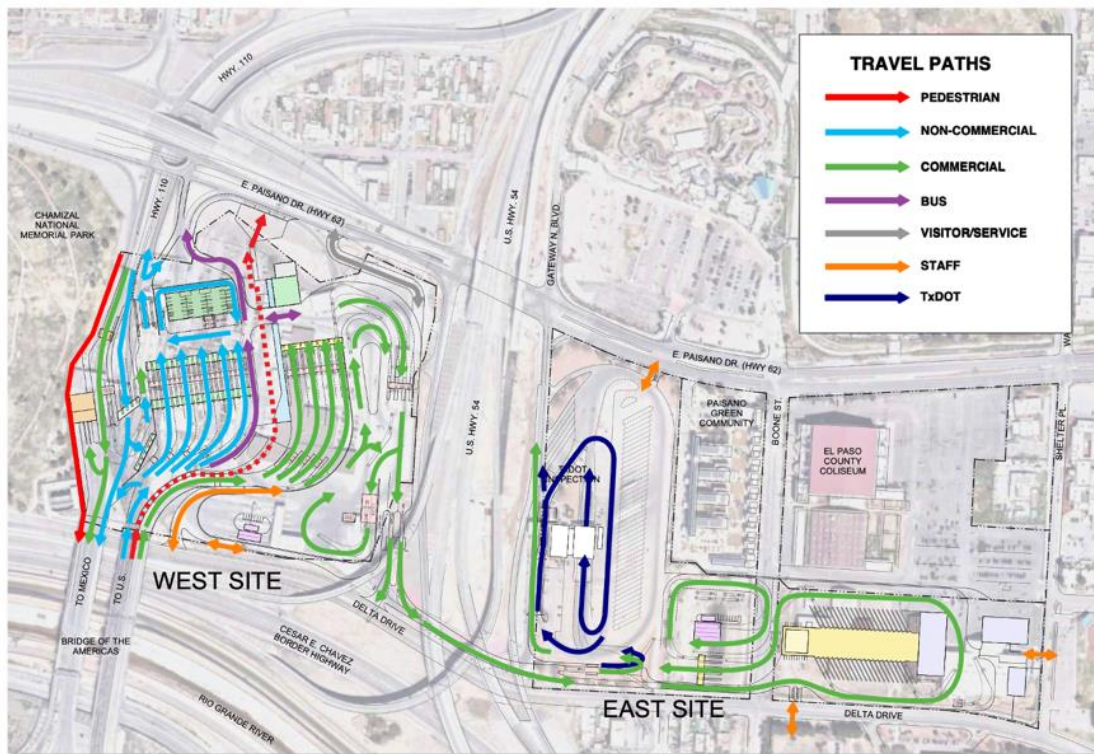 TRAVEL PATHS
PEDESTRIAN
NON-COMMERCIAL
COMMERCIAL
BUS
VISITOR/SERVICE
STAFF
TxDOT
HWY. 110
HWY. 110
E. PAISANO DR. (HWY 62)
CHAMIZAL
NATIONAL
MEMORIAL PARK
U.S. HWY. 54
GATEWAY N. BLVD.
E. PAISANO DR. (HWY 62)
PAISANO
GREEN
COMMUNITY
BOONE ST.
EL PASO
COUNTY
COLISEUM
SHELTER PL.
U.S. HWY. 54
INSPECTION
WEST SITE
TO MEXICO
TO U.S.
BRIDGE OF THE
AMERICAS
CESAR E. CHAVEZ
BORDER HIGHWAY
RIO GRANDE RIVER
DELTA DRIVE
EAST SITE
DELTA DRIVE